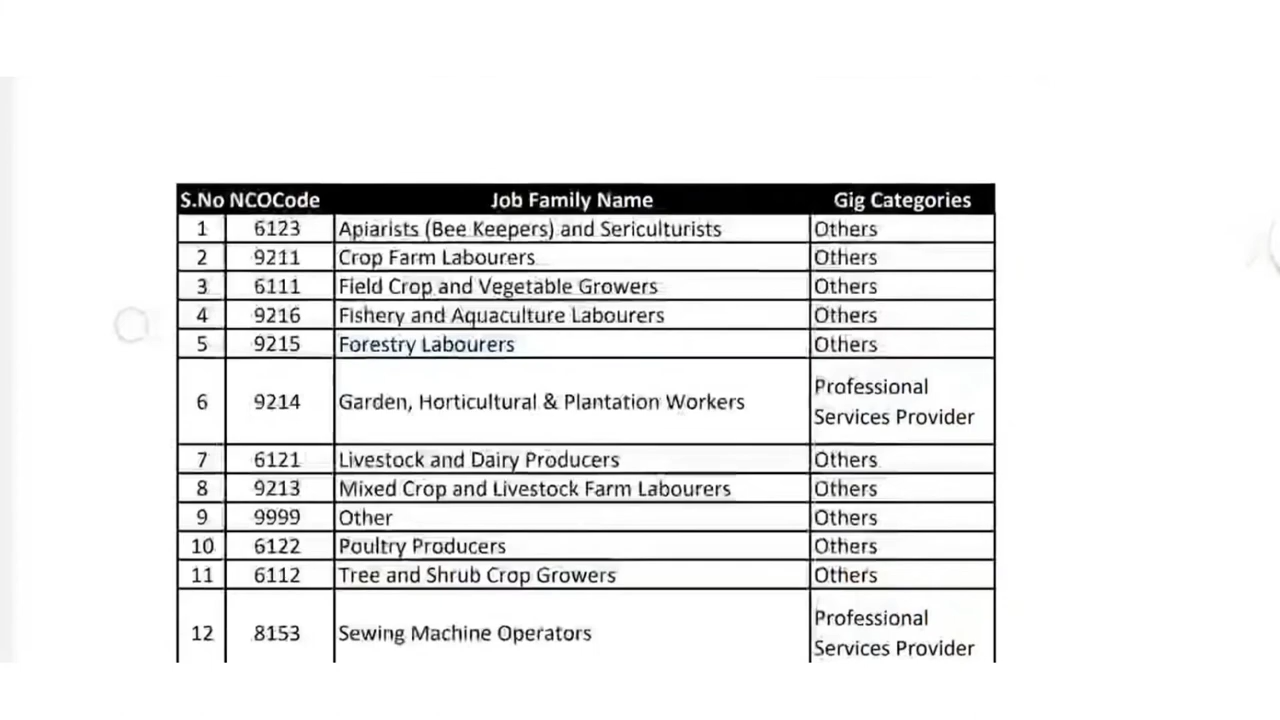 S.No NCOCode Job Family Name Gig Categories
1 6123 Apiarists (Bee Keepers) and Sericulturists Others
2 9211 Crop Farm Labourers Others
3 6111 Field Crop and Vegetable Growers Others
4 9216 Fishery and Aquaculture Labourers Others
5 9215 Forestry Labourers Others
6 9214 Garden, Horticultural & Plantation Workers Professional
Services Provider
7 6121 Livestock and Dairy Producers Others
8 9213 Mixed Crop and Livestock Farm Labourers Others
9 9999 Other Others
10 6122 Poultry Producers Others
11 6112 Tree and Shrub Crop Growers Others
12 8153 Sewing Machine Operators Professional
Services Provider